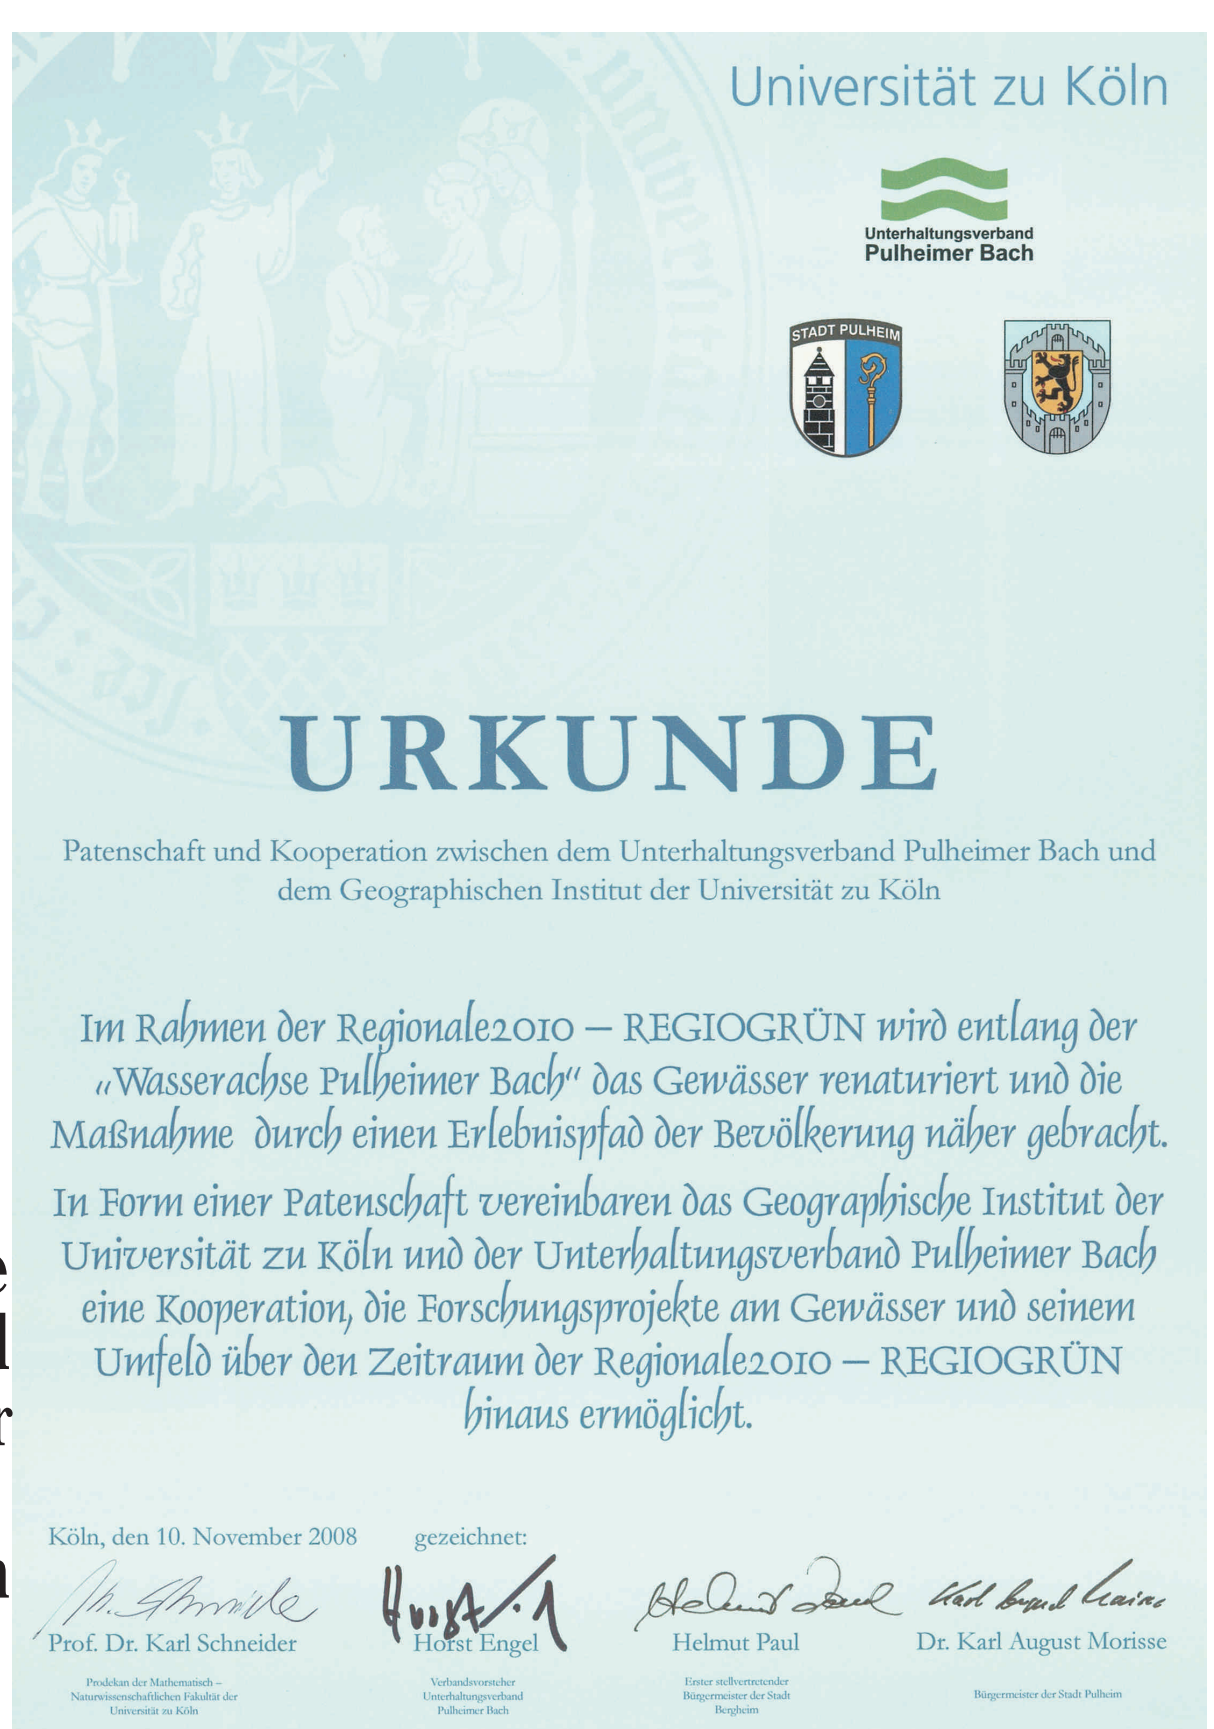 Universität zu Köln
Unterhaltungsverband
Pulheimer Bach
STADT PULHEIM
URKUNDE
Patenschaft und Kooperation zwischen dem Unterhaltungsverband Pulheimer Bach und
dem Geographischen Institut der Universität zu Köln
Im Rahmen der Regionale2010 – REGIOGRÜN wird entlang der
„Wasserachse Pulheimer Bach“ das Gewässer renaturiert und die
Maßnahme durch einen Erlebnispfad der Bevölkerung näher gebracht.
In Form einer Patenschaft vereinbaren das Geographische Institut der
Universität zu Köln und der Unterhaltungsverband Pulheimer Bach
eine Kooperation, die Forschungsprojekte am Gewässer und seinem
Umfeld über den Zeitraum der Regionale2010 – REGIOGRÜN
hinaus ermöglicht.
Köln, den 10. November 2008 gezeichnet:
Prof. Dr. Karl Schneider
Prodekan der Mathematisch –
Naturwissenschaftlichen Fakultät der
Universität zu Köln
Horst Engel
Verbandsvorsteher
Unterhaltungsverband
Pulheimer Bach
Helmut Paul
Erster stellvertretender
Bürgermeister der Stadt
Bergheim
Dr. Karl August Morisse
Bürgermeister der Stadt Pulheim